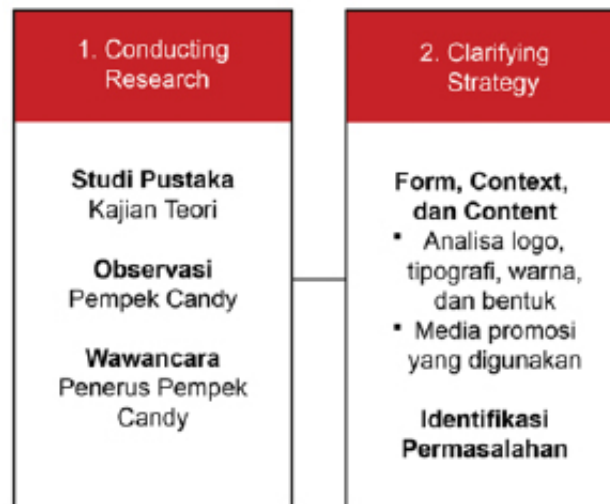 1. Conducting
Research
Studi Pustaka
Kajian Teori
Observasi
Pempek Candy
Wawancara
Penerus Pempek
Candy
2. Clarifying
Strategy
Form, Context,
dan Content
▪ Analisa logo,
tipografi, warna,
dan bentuk
▪ Media promosi
yang digunakan
Identifikasi
Permasalahan